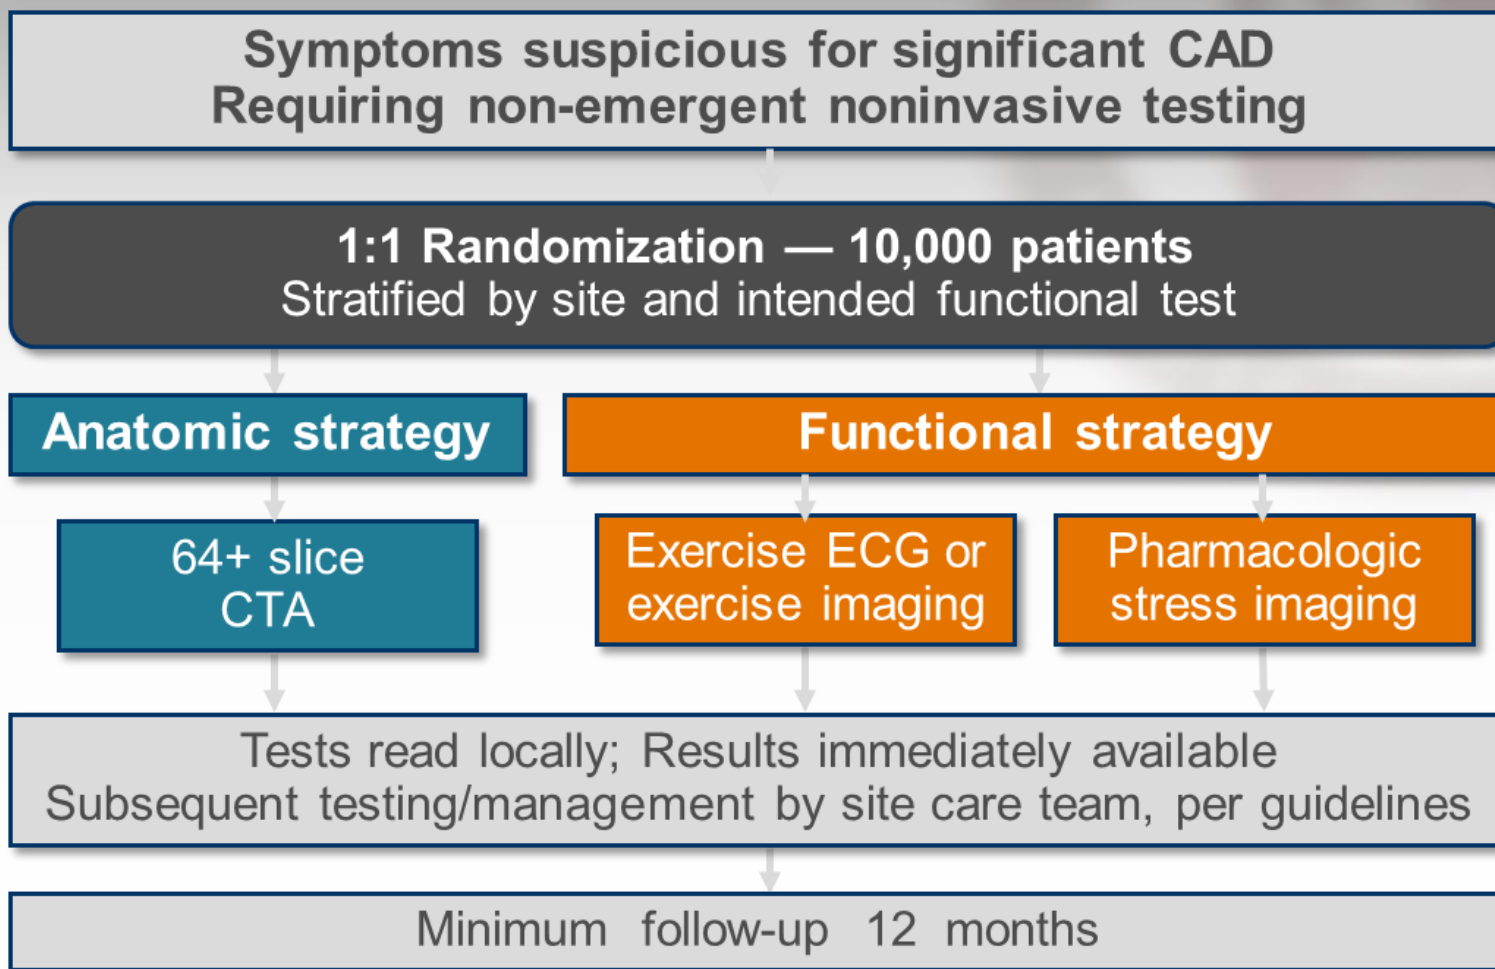 Symptoms suspicious for significant CAD
Requiring non-emergent noninvasive testing
1:1 Randomization — 10,000 patients
Stratified by site and intended functional test
Anatomic strategy
Functional strategy
64+ slice
CTA
Exercise ECG or
exercise imaging
Pharmacologic
stress imaging
Tests read locally; Results immediately available
Subsequent testing/management by site care team, per guidelines
Minimum follow-up 12 months